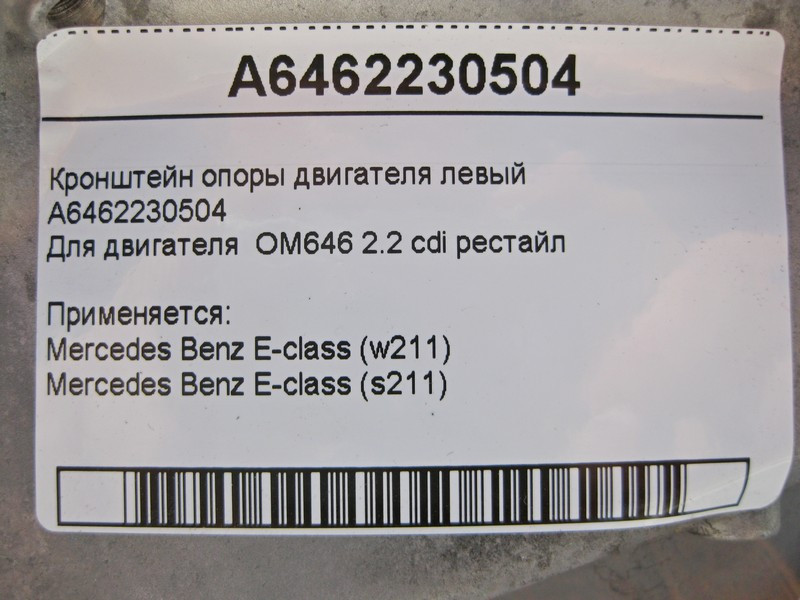 A6462230504
Кронштейн опоры двигателя левый
A6462230504
Для двигателя OM646 2.2 cdi рестайл
Применяется:
Mercedes Benz E-class (w211)
Mercedes Benz E-class (s211)